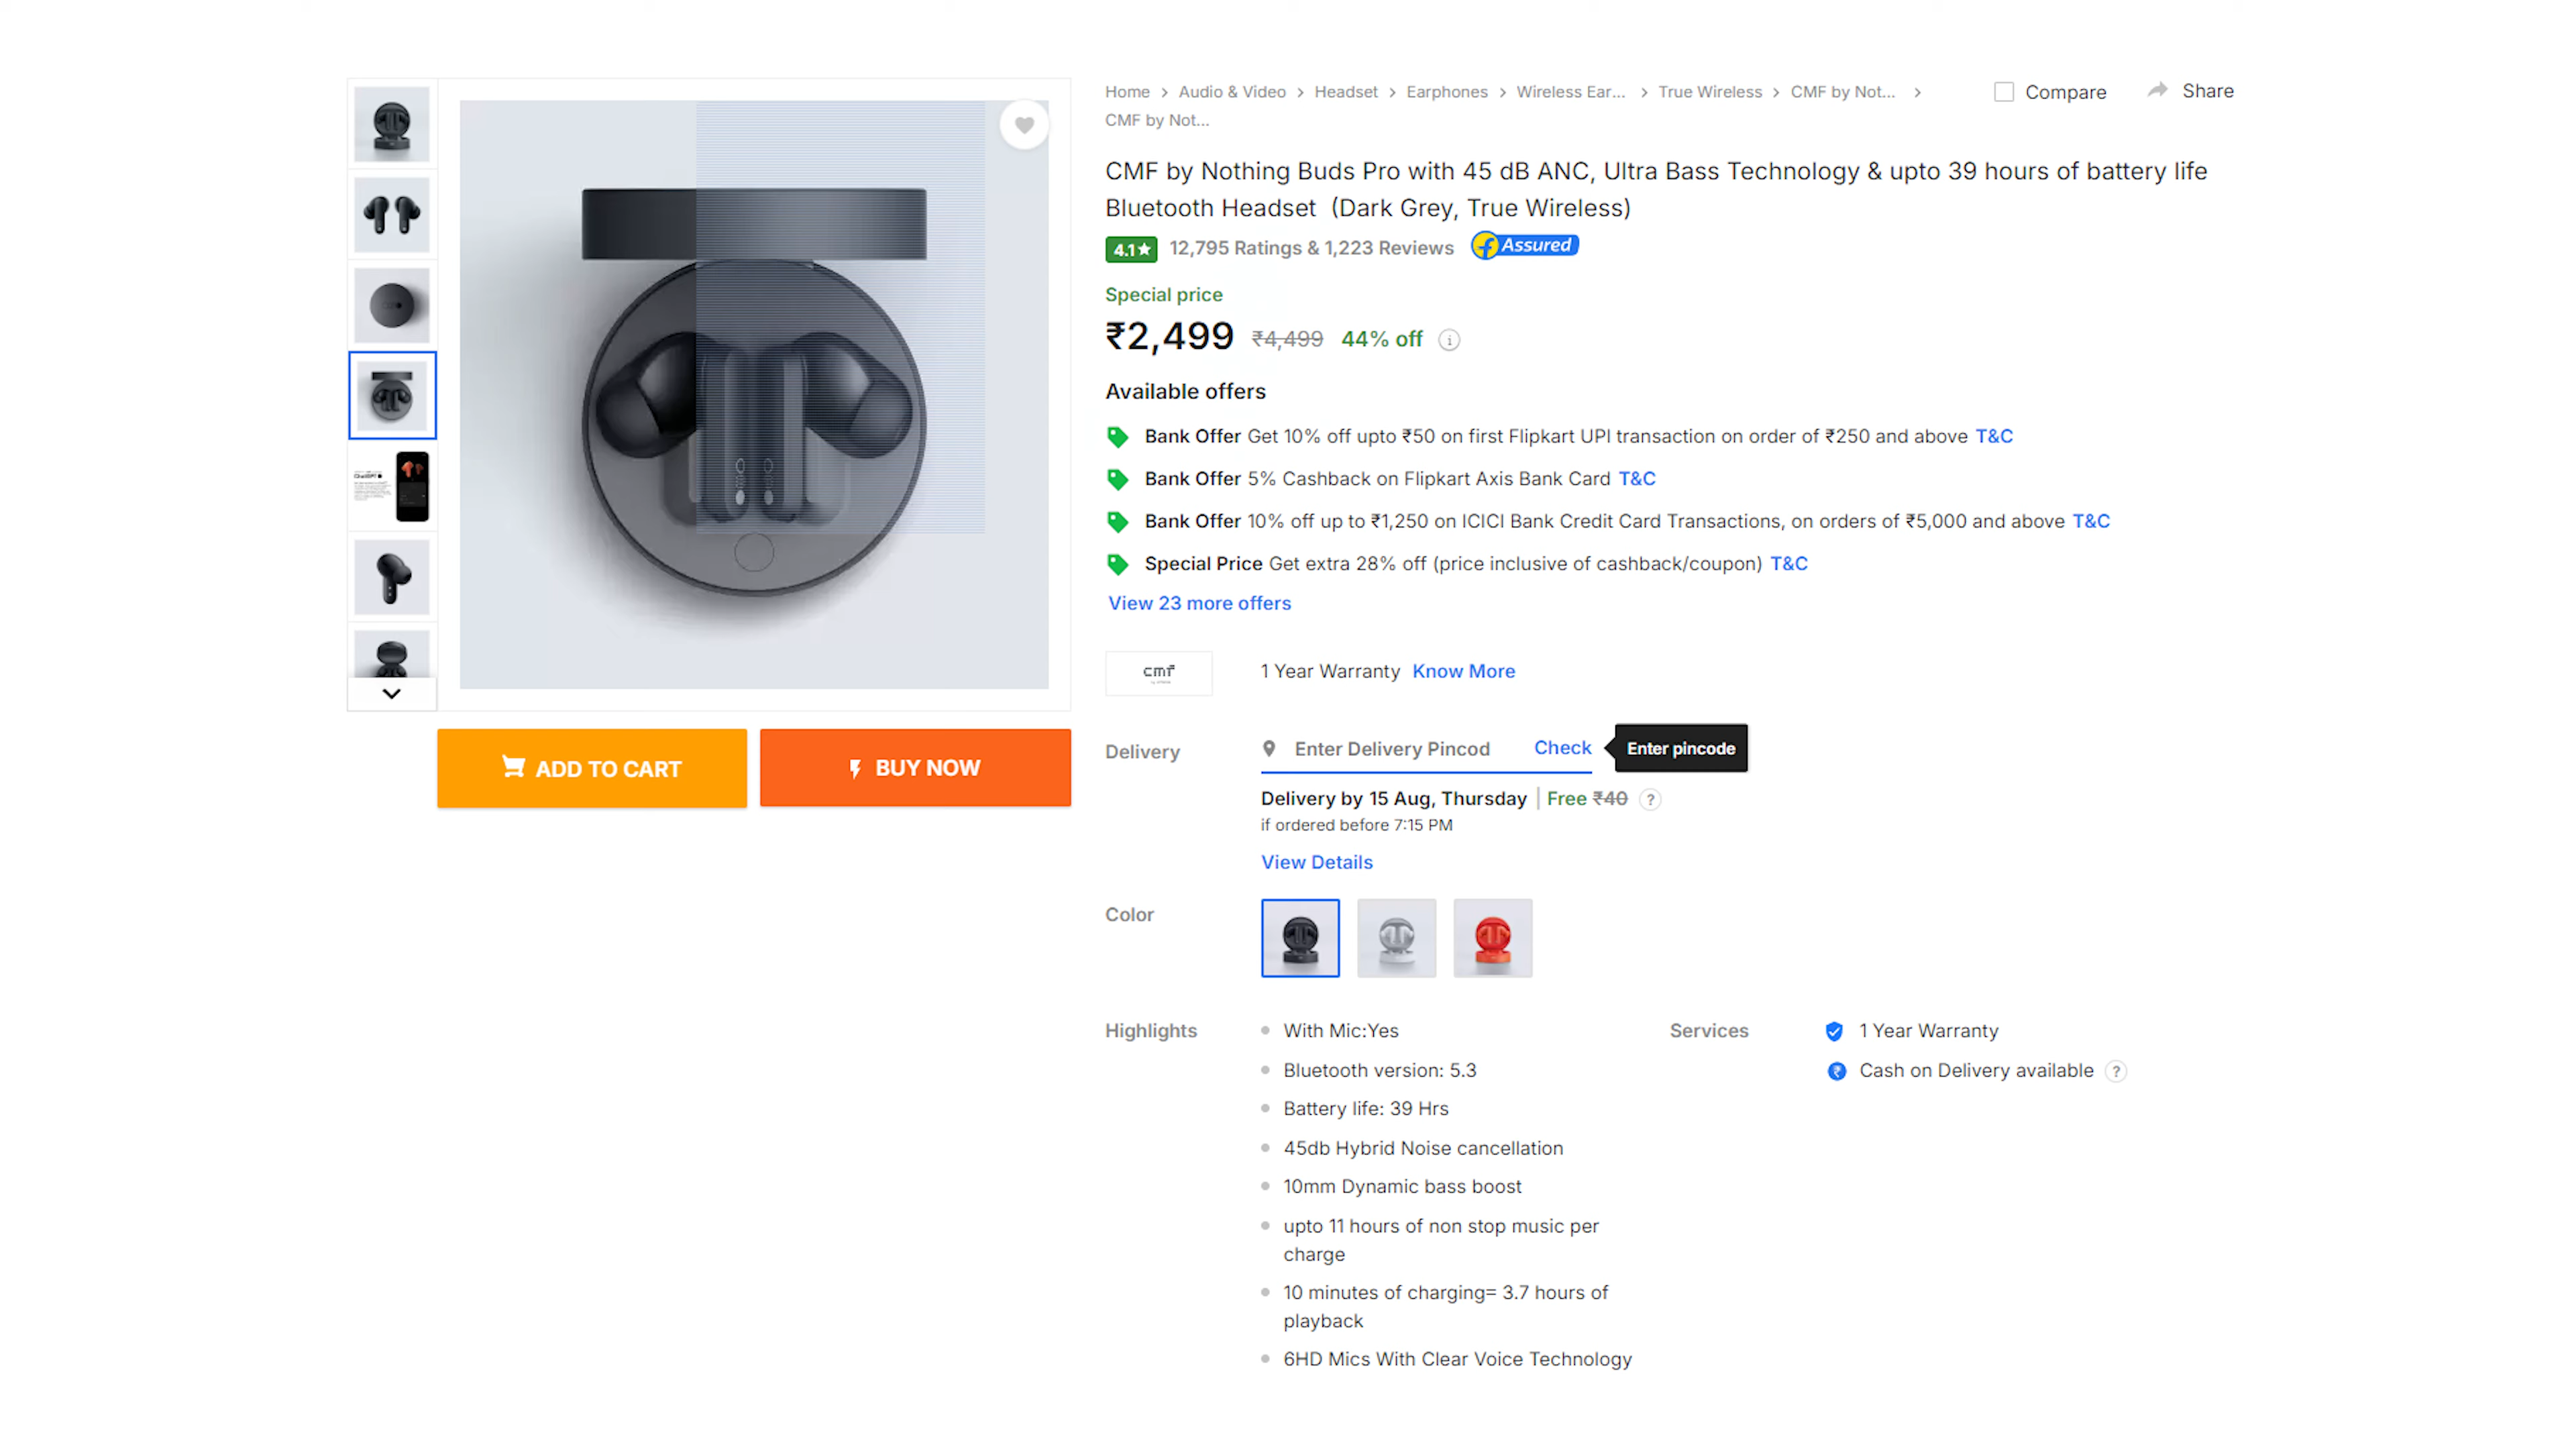 Home > Audio & Video > Headset > Earphones > Wireless Ear... > True Wireless > CMF by Not... >
CMF by Not...
Compare
Share
CMF by Nothing Buds Pro with 45 dB ANC, Ultra Bass Technology & upto 39 hours of battery life
Bluetooth Headset (Dark Grey, True Wireless)
4.1★ 12,795 Ratings & 1,223 Reviews f Assured
Special price
₹2,499 ₹4,499 44% off i
Available offers
Bank Offer Get 10% off upto ₹50 on first Flipkart UPI transaction on order of ₹250 and above T&C
Bank Offer 5% Cashback on Flipkart Axis Bank Card T&C
Bank Offer 10% off up to ₹1,250 on ICICI Bank Credit Card Transactions, on orders of ₹5,000 and above T&C
Special Price Get extra 28% off (price inclusive of cashback/coupon) T&C
View 23 more offers
cmf
1 Year Warranty Know More
ADD TO CART
BUY NOW
Delivery
Enter Delivery Pincod Check Enter pincode
Delivery by 15 Aug, Thursday | Free ₹40 ?
if ordered before 7:15 PM
View Details
Color
Highlights
With Mic:Yes
Bluetooth version: 5.3
Battery life: 39 Hrs
45db Hybrid Noise cancellation
10mm Dynamic bass boost
upto 11 hours of non stop music per
charge
10 minutes of charging= 3.7 hours of
playback
6HD Mics With Clear Voice Technology
Services
1 Year Warranty
Cash on Delivery available ?
ChatGPT